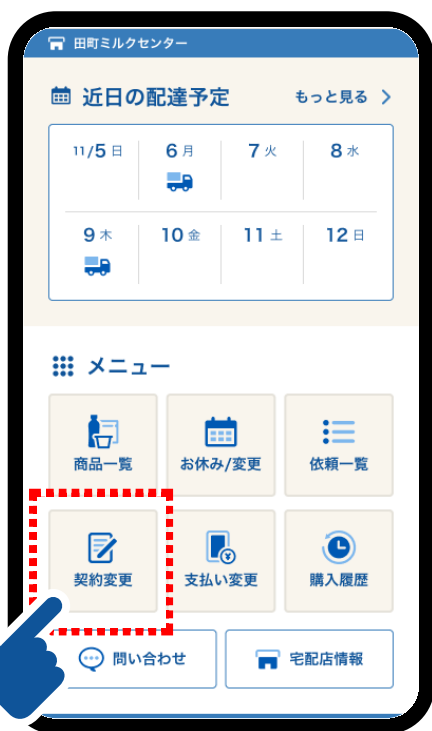 田町ミルクセンター
近日の配達予定 もっと見る
11/5 日 6 月 7 火 8 水
9 木 10 金 11 土 12 日
メニュー
商品一覧 お休み/変更 依頼一覧
契約変更 支払い変更 購入履歴
問い合わせ 宅配店情報